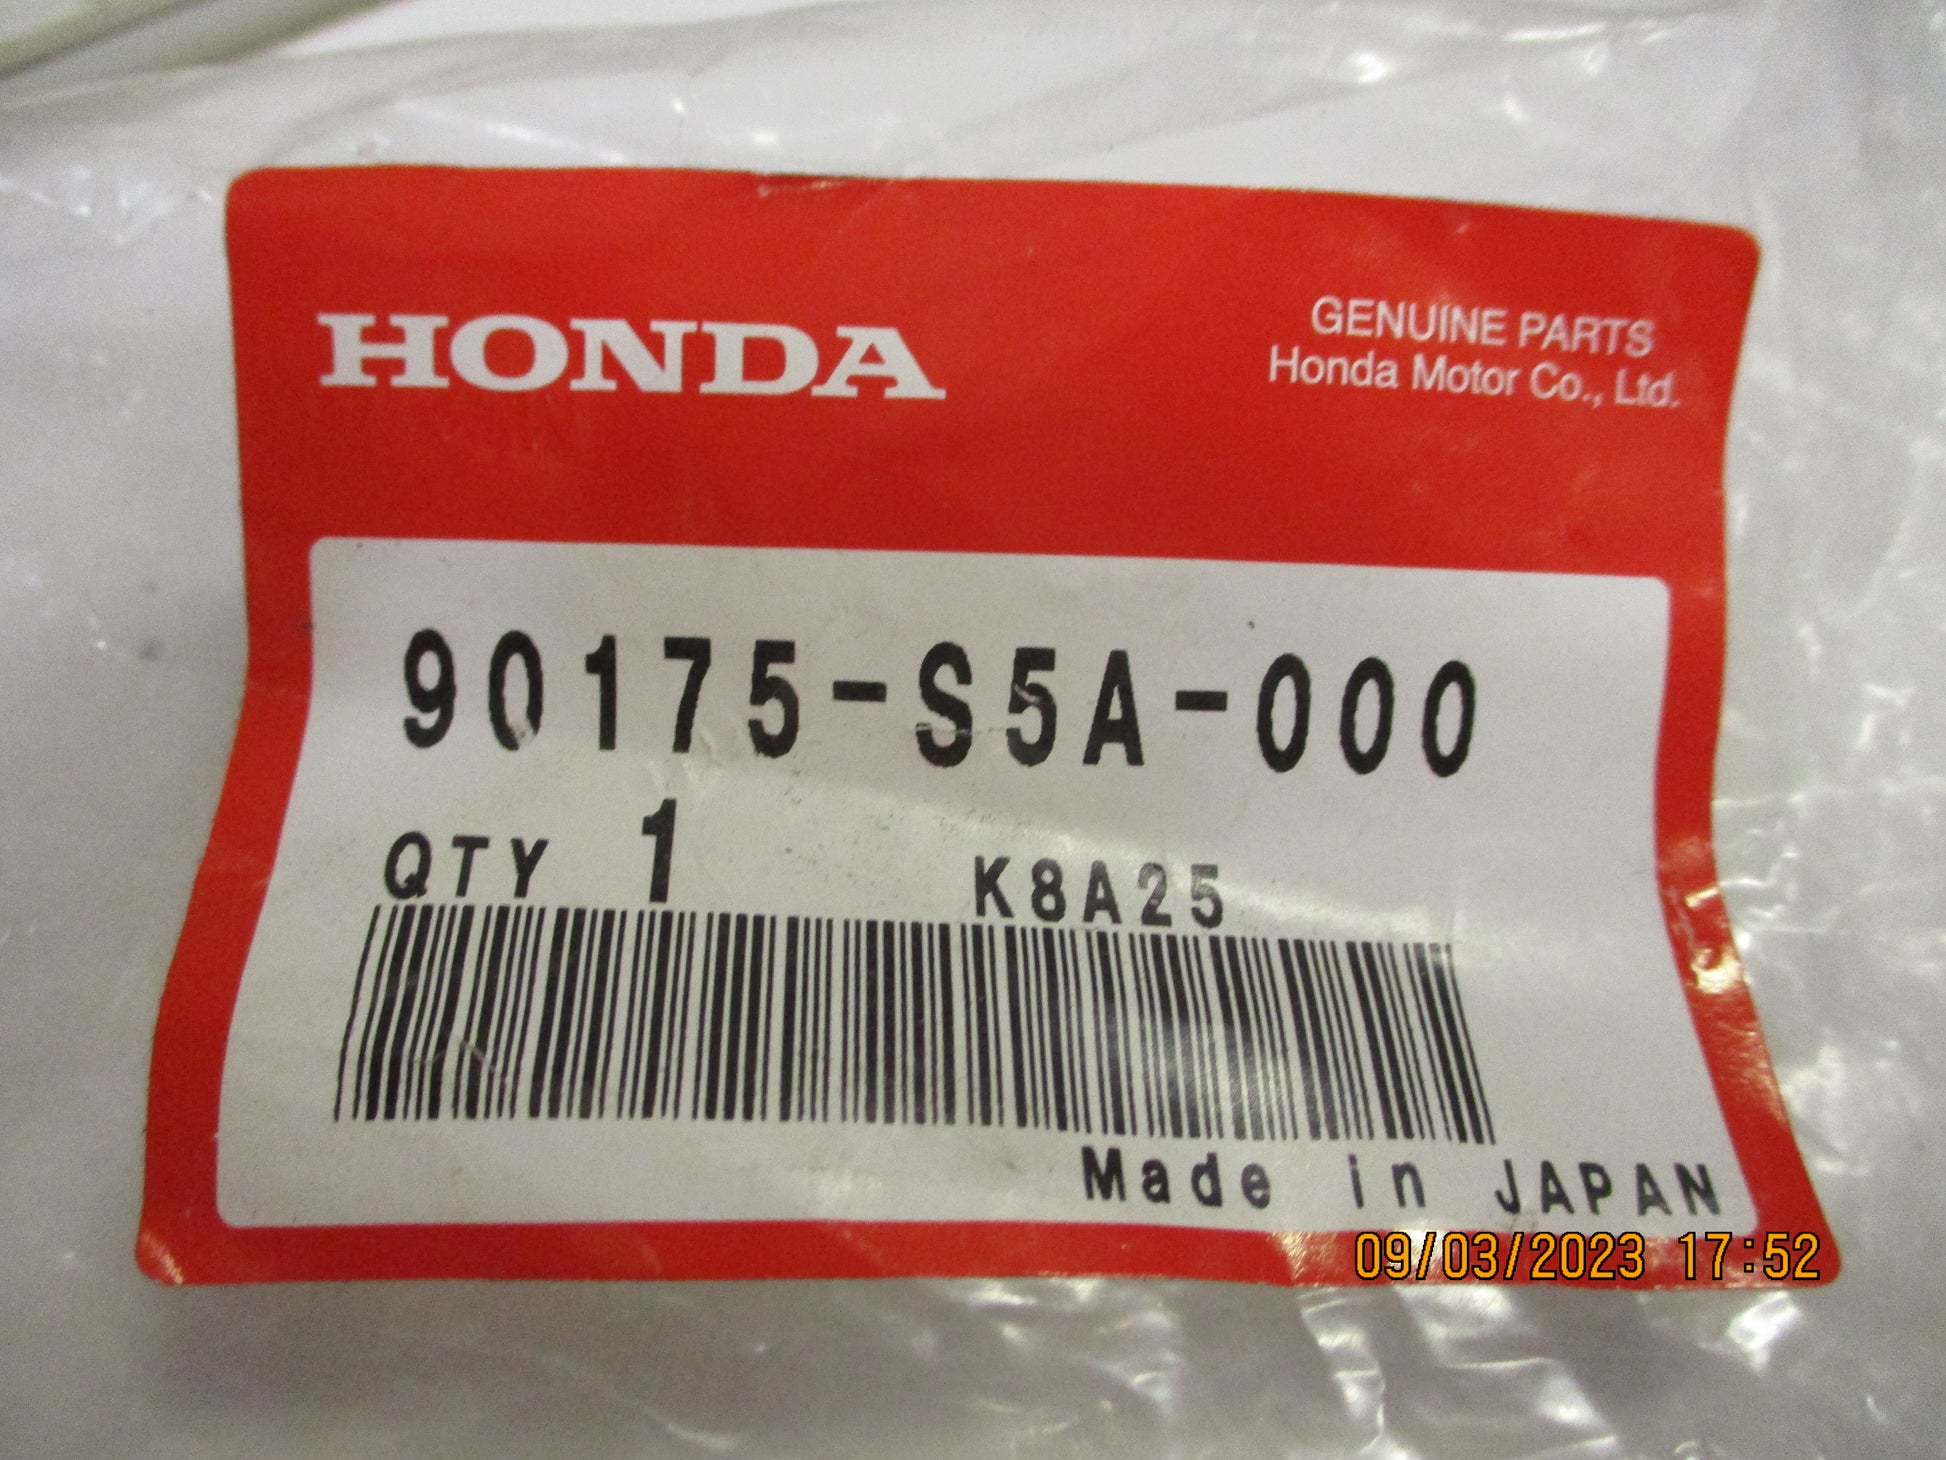 HONDA
GENUINE PARTS
Honda Motor Co., Ltd.
90175-S5A-000
QTY 1 K8A25
Made in JAPAN
09/03/2023 17:52